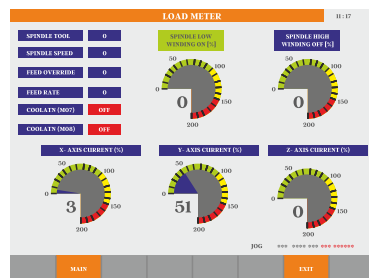 LOAD METER
11 : 17
SPINDLE TOOL 0
SPINDLE SPEED 0
FEED OVERRIDE 0
FEED RATE 0
COOLATN (M07) OFF
COOLATN (M08) OFF
SPINDLE LOW
WINDING ON [%]
0 50 100 150 200
0
SPINDLE HIGH
WINDING OFF [%]
0 50 100 150 200
0
X- AXIS CURRENT (%)
0 50 100 150 200
3
Y- AXIS CURRENT (%)
0 50 100 150 200
51
Z- AXIS CURRENT (%)
0 50 100 150 200
0
JOG *** **** *** *** ******
MAIN
EXIT